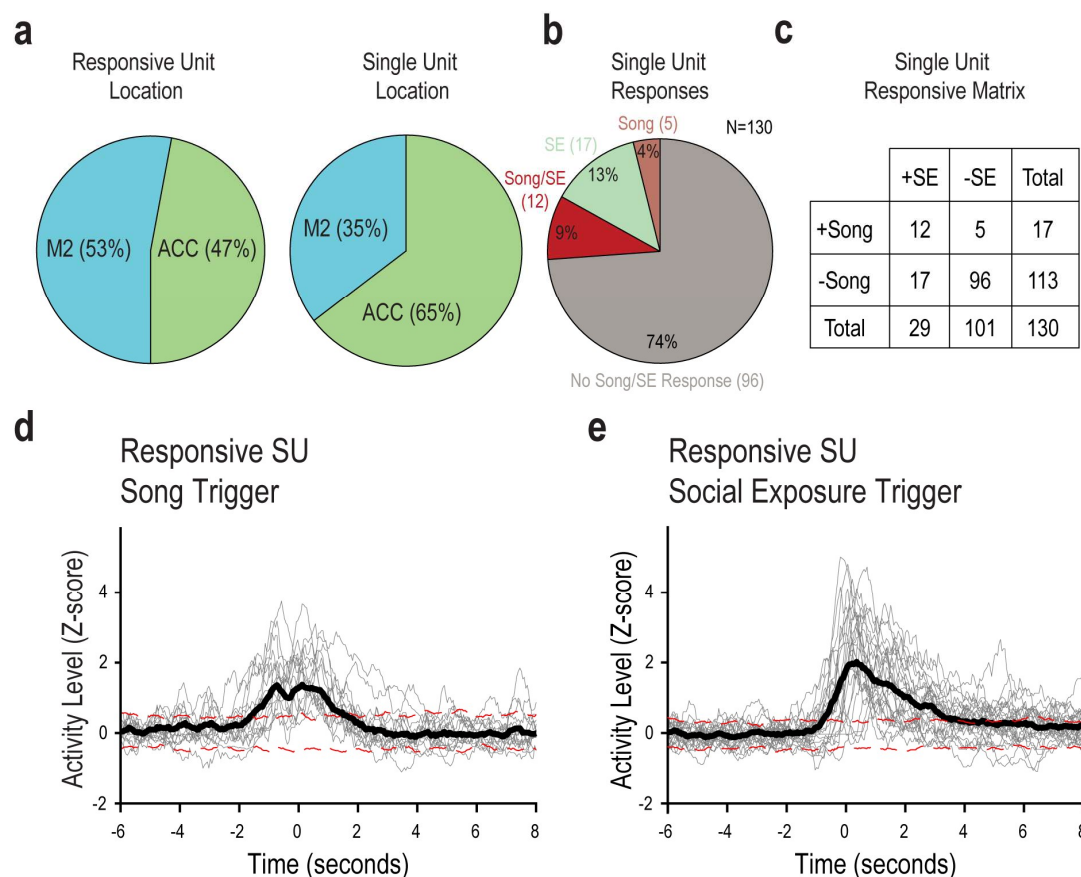 a
Responsive Unit
Location
M2 (53%)
ACC (47%)
Single Unit
Location
M2 (35%)
ACC (65%)
b
Single Unit
Responses
N=130
Song (5)
4%
SE (17)
13%
Song/SE
(12)
9%
74%
No Song/SE Response (96)
c
Single Unit
Responsive Matrix
+SE -SE Total
+Song 12 5 17
-Song 17 96 113
Total 29 101 130
d
Responsive SU
Song Trigger
Activity Level (Z-score)
4
2
0
-2
-6 -4 -2 0 2 4 6 8
Time (seconds)
e
Responsive SU
Social Exposure Trigger
Activity Level (Z-score)
4
2
0
-2
-6 -4 -2 0 2 4 6 8
Time (seconds)